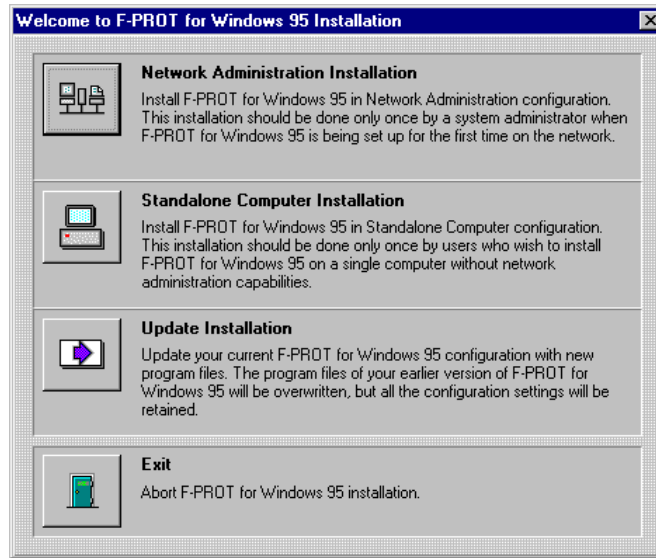 Welcome to F-PROT for Windows 95 Installation
Network Administration Installation
Install F-PROT for Windows 95 in Network Administration configuration.
This installation should be done only once by a system administrator when
F-PROT for Windows 95 is being set up for the first time on the network.
Standalone Computer Installation
Install F-PROT for Windows 95 in Standalone Computer configuration.
This installation should be done only once by users who wish to install
F-PROT for Windows 95 on a single computer without network
administration capabilities.
Update Installation
Update your current F-PROT for Windows 95 configuration with new
program files. The program files of your earlier version of F-PROT for
Windows 95 will be overwritten, but all the configuration settings will be
retained.
Exit
Abort F-PROT for Windows 95 installation.